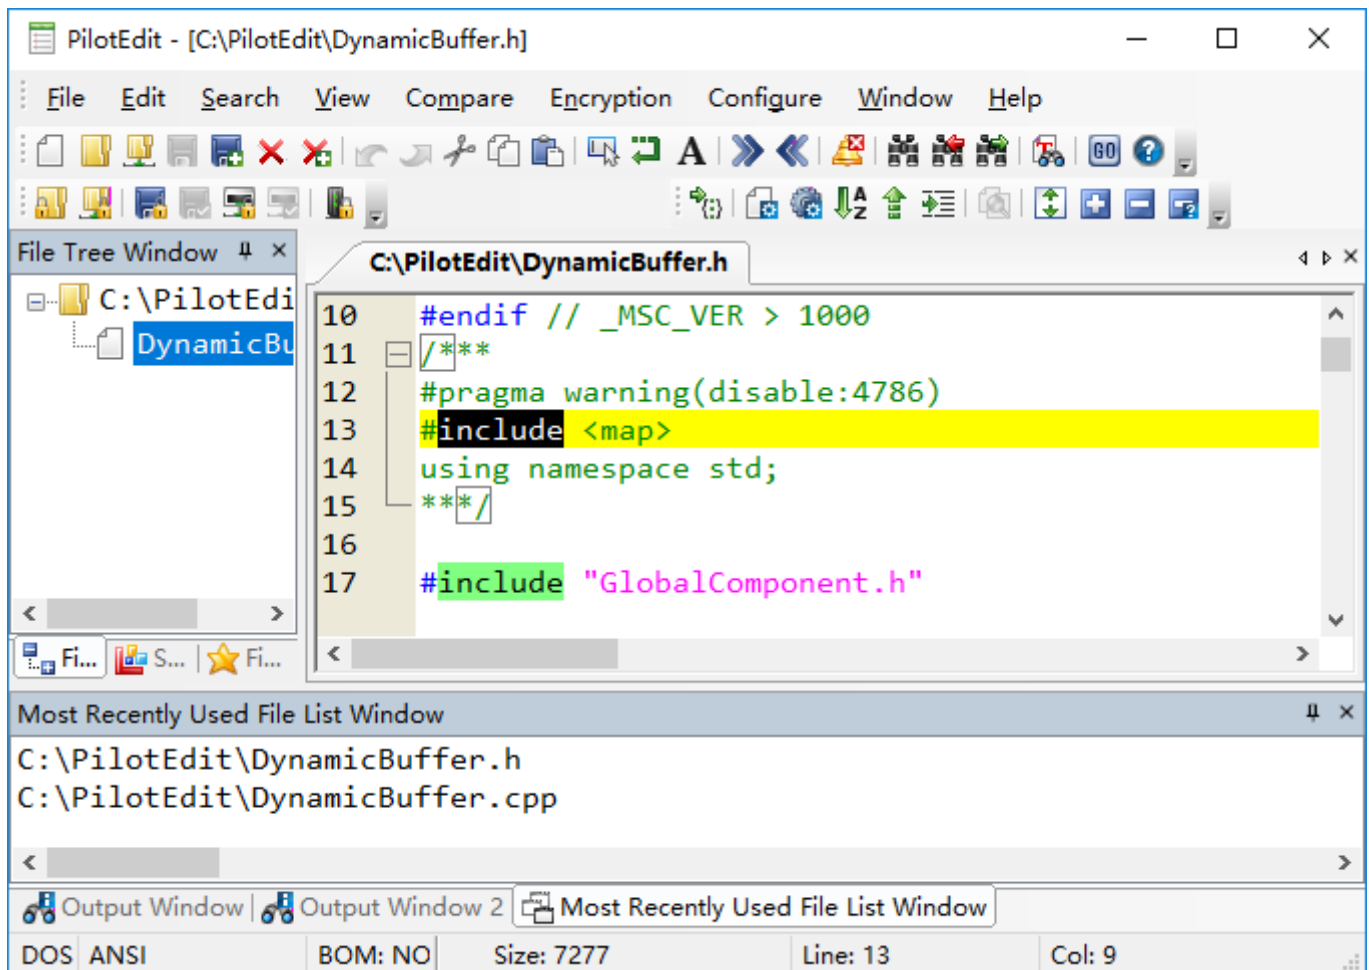 PilotEdit - [C:\PilotEdit\DynamicBuffer.h]
File Edit Search View Compare Encryption Configure Window Help
A GO ?
A Z
File Tree Window
C:\PilotEdit\DynamicBuffer.h
C:\PilotEdi
DynamicBu
10 #endif // _MSC_VER > 1000
11 /***
12 #pragma warning(disable:4786)
13 #include <map>
14 using namespace std;
15 ***/
16
17 #include "GlobalComponent.h"
Fi... S... Fi...
Most Recently Used File List Window
C:\PilotEdit\DynamicBuffer.h
C:\PilotEdit\DynamicBuffer.cpp
Output Window Output Window 2 Most Recently Used File List Window
DOS ANSI BOM: NO Size: 7277 Line: 13 Col: 9